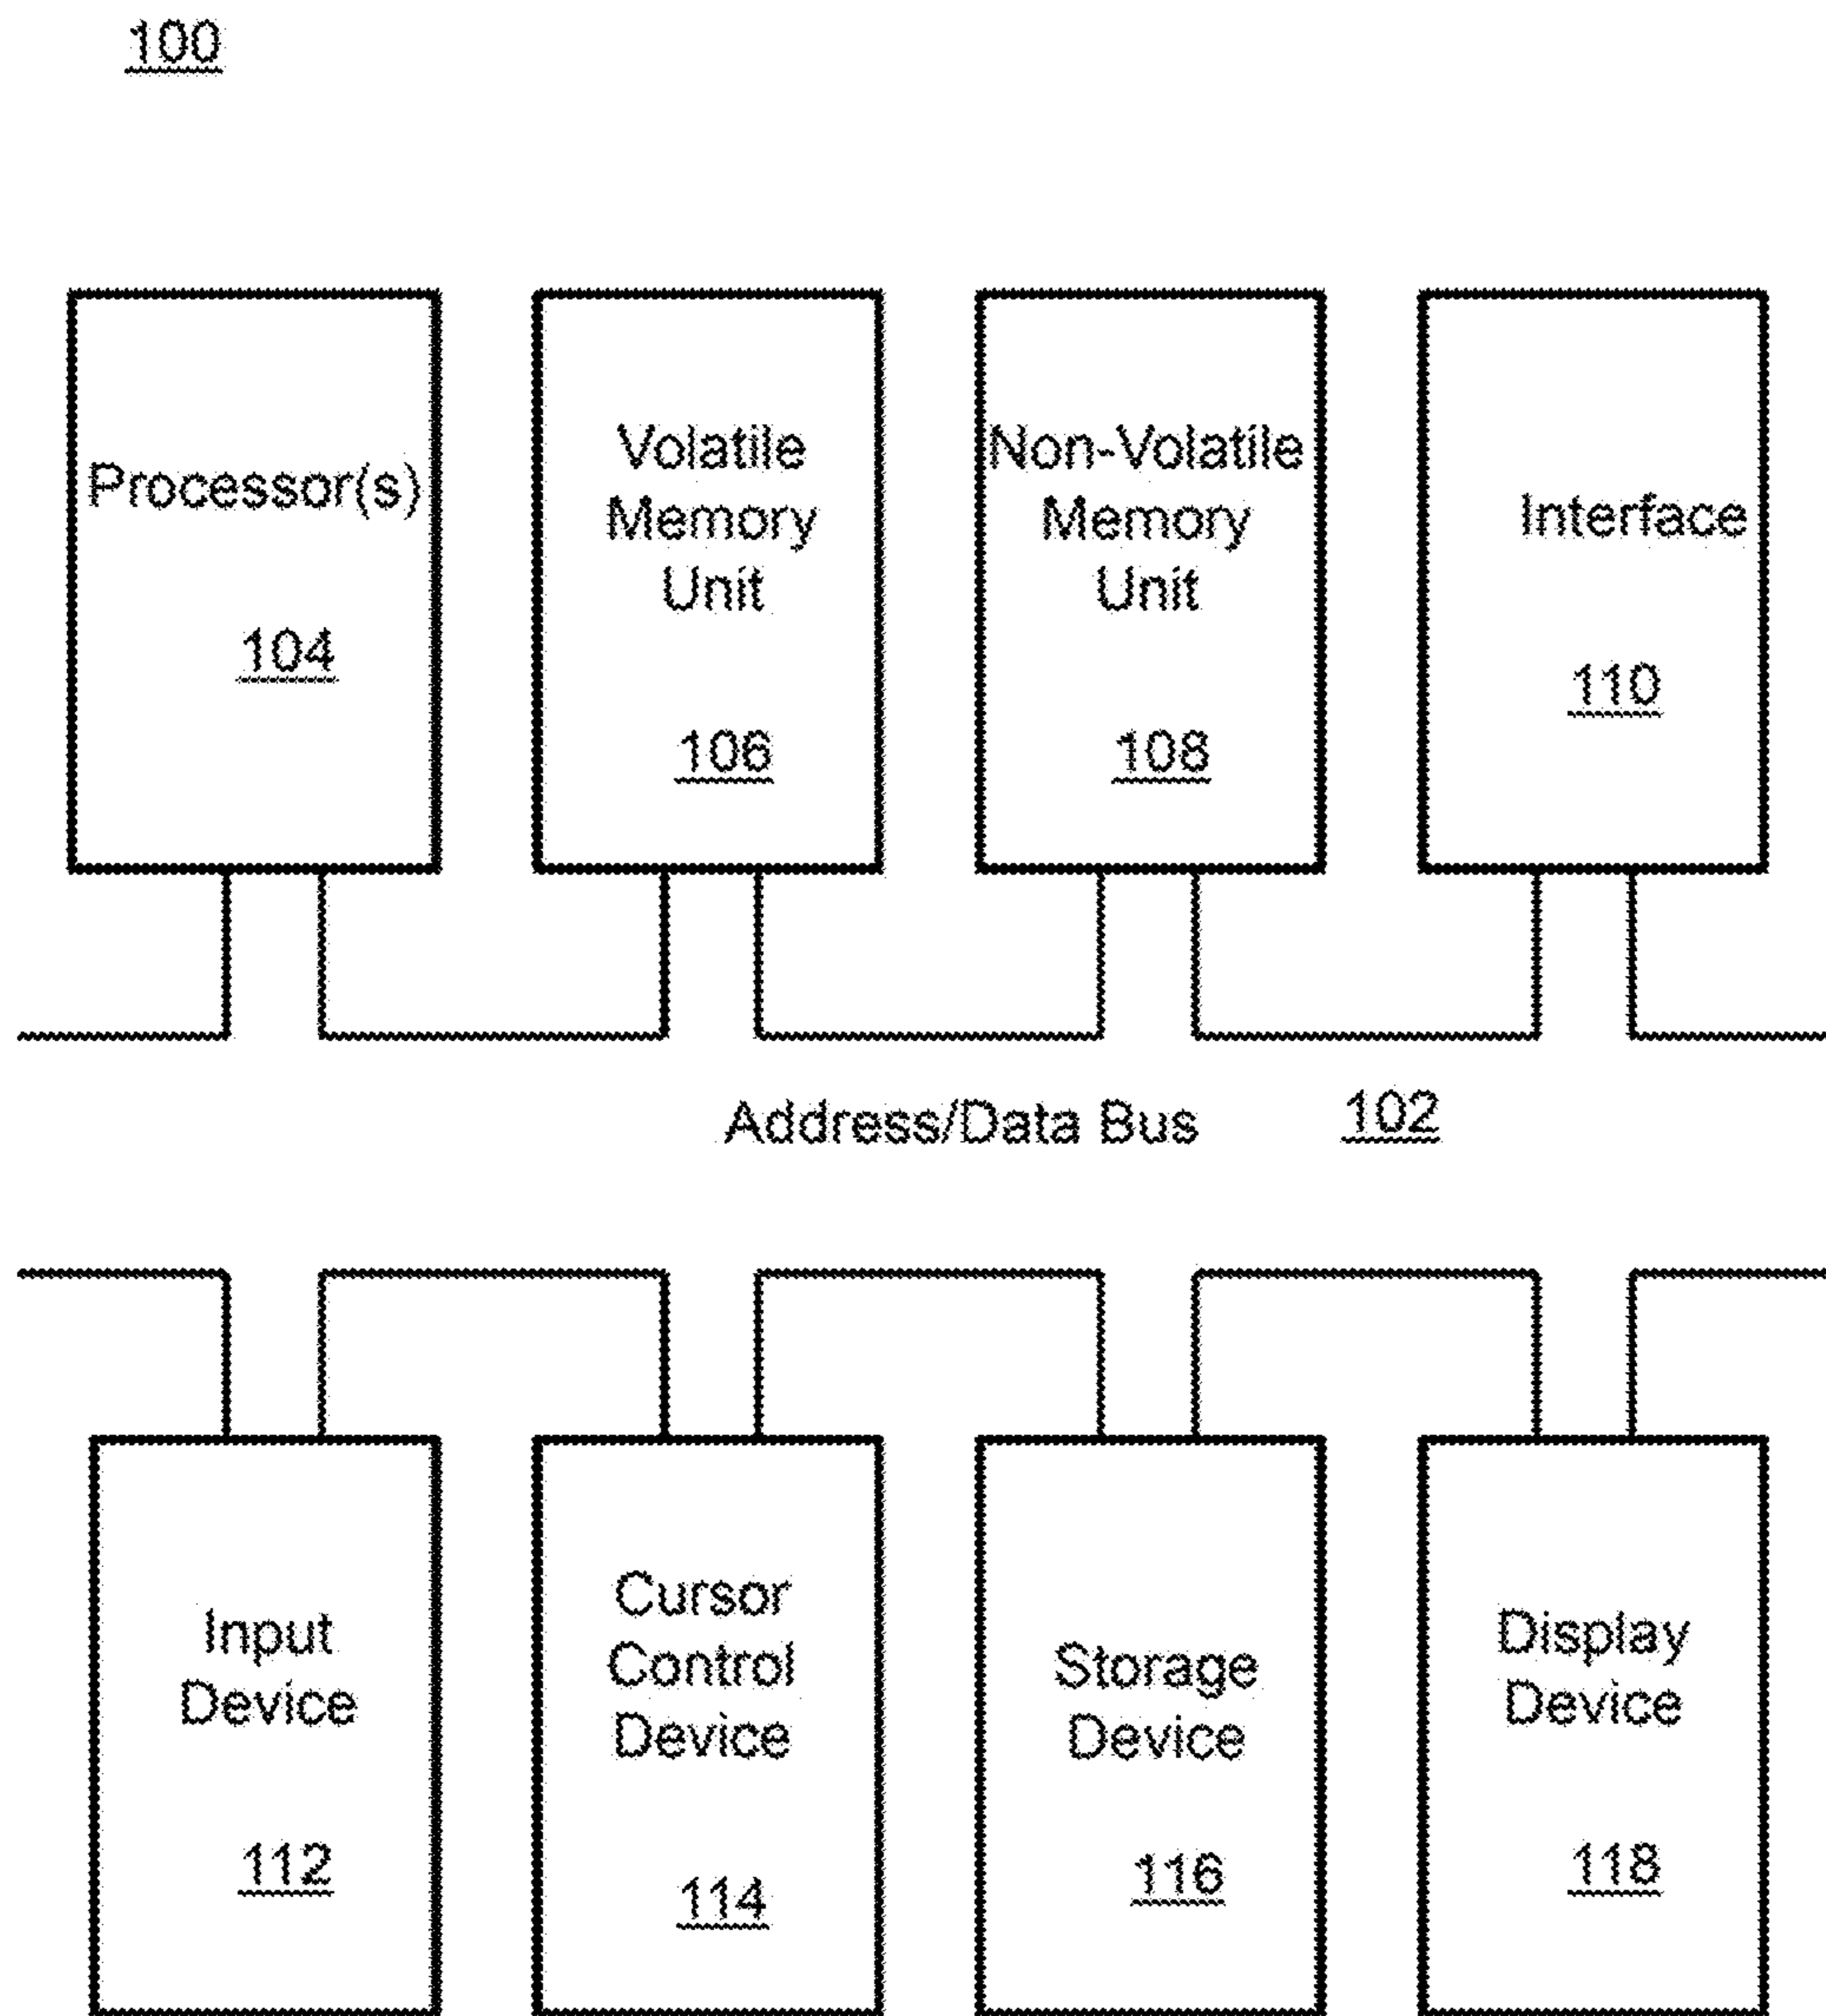 100
Processor(s)
104
Volatile
Memory
Unit
106
Non-Volatile
Memory
Unit
108
Interface
110
Address/Data Bus 102
Input
Device
112
Cursor
Control
Device
114
Storage
Device
116
Display
Device
118